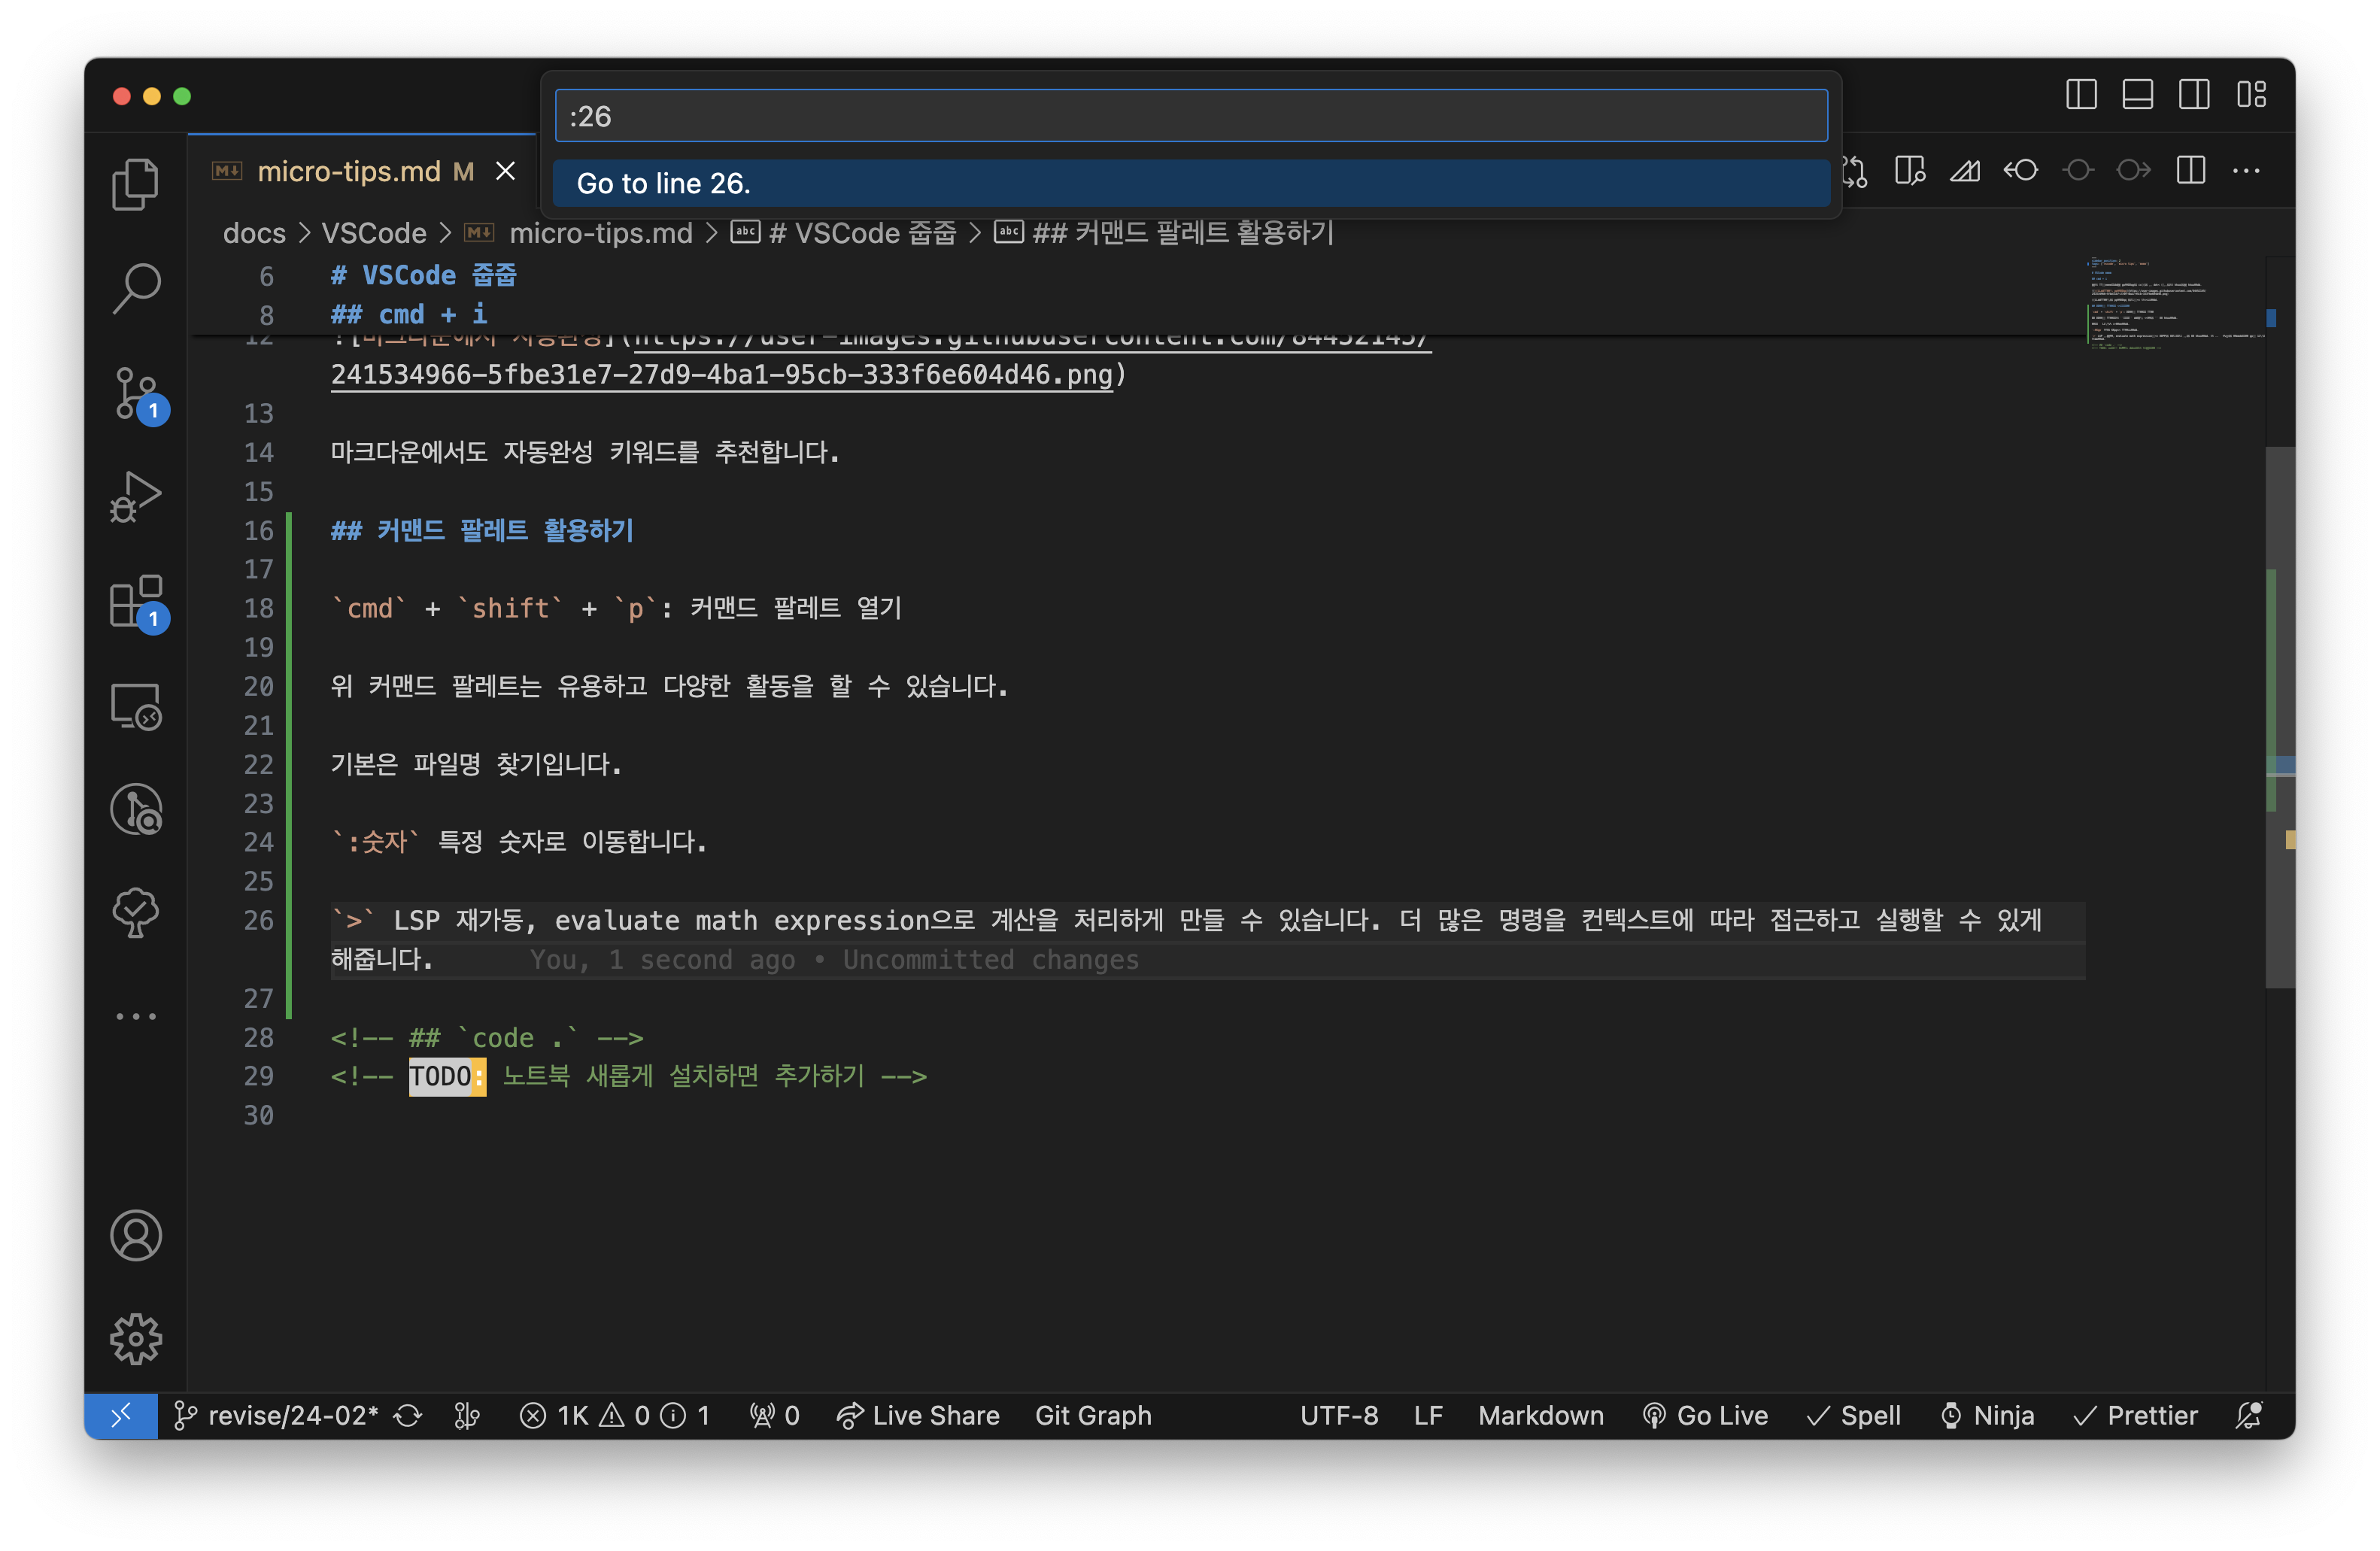 :26
Go to line 26.
micro-tips.md M
docs > VSCode > micro-tips.md > # VSCode 줍줍 > ## 커맨드 팔레트 활용하기
6 # VSCode 줍줍
8 ## cmd + i
12 ![마크다운에서 자동완성](https://user-images.githubusercontent.com/84452145/
241534966-5fbe31e7-27d9-4ba1-95cb-333f6e604d46.png)
13
14 마크다운에서도 자동완성 키워드를 추천합니다.
15
16 ## 커맨드 팔레트 활용하기
17
18 `cmd` + `shift` + `p`: 커맨드 팔레트 열기
19
20 위 커맨드 팔레트는 유용하고 다양한 활동을 할 수 있습니다.
21
22 기본은 파일명 찾기입니다.
23
24 `:숫자` 특정 숫자로 이동합니다.
25
26 `>` LSP 재가동, evaluate math expression으로 계산을 처리하게 만들 수 있습니다. 더 많은 명령을 컨텍스트에 따라 접근하고 실행할 수 있게
해줍니다. You, 1 second ago • Uncommitted changes
27
28 <!-- ## `code .` -->
29 <!-- TODO: 노트북 새롭게 설치하면 추가하기 -->
30
1
1
revise/24-02* 1K 0 1 0 Live Share Git Graph UTF-8 LF Markdown Go Live Spell Ninja Prettier